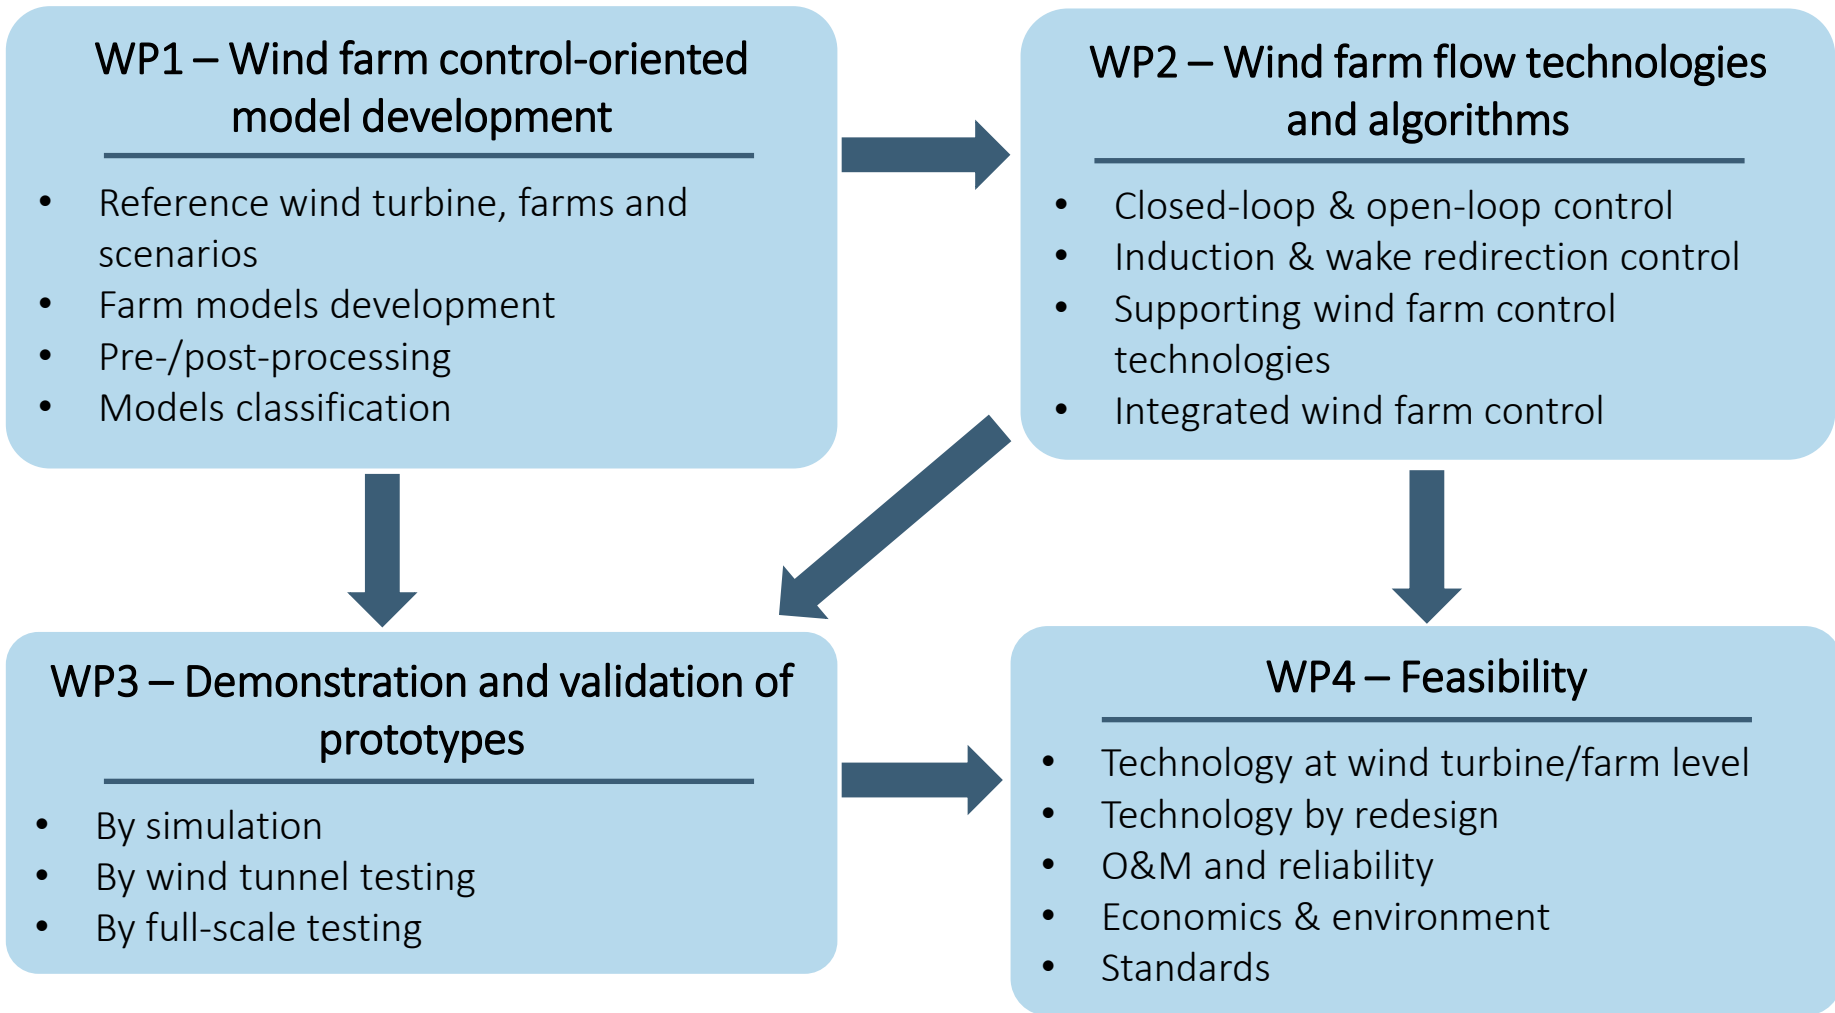 WP1 – Wind farm control-oriented
model development
• Reference wind turbine, farms and
scenarios
• Farm models development
• Pre-/post-processing
• Models classification
WP2 – Wind farm flow technologies
and algorithms
• Closed-loop & open-loop control
• Induction & wake redirection control
• Supporting wind farm control
technologies
• Integrated wind farm control
WP3 – Demonstration and validation of
prototypes
• By simulation
• By wind tunnel testing
• By full-scale testing
WP4 – Feasibility
• Technology at wind turbine/farm level
• Technology by redesign
• O&M and reliability
• Economics & environment
• Standards